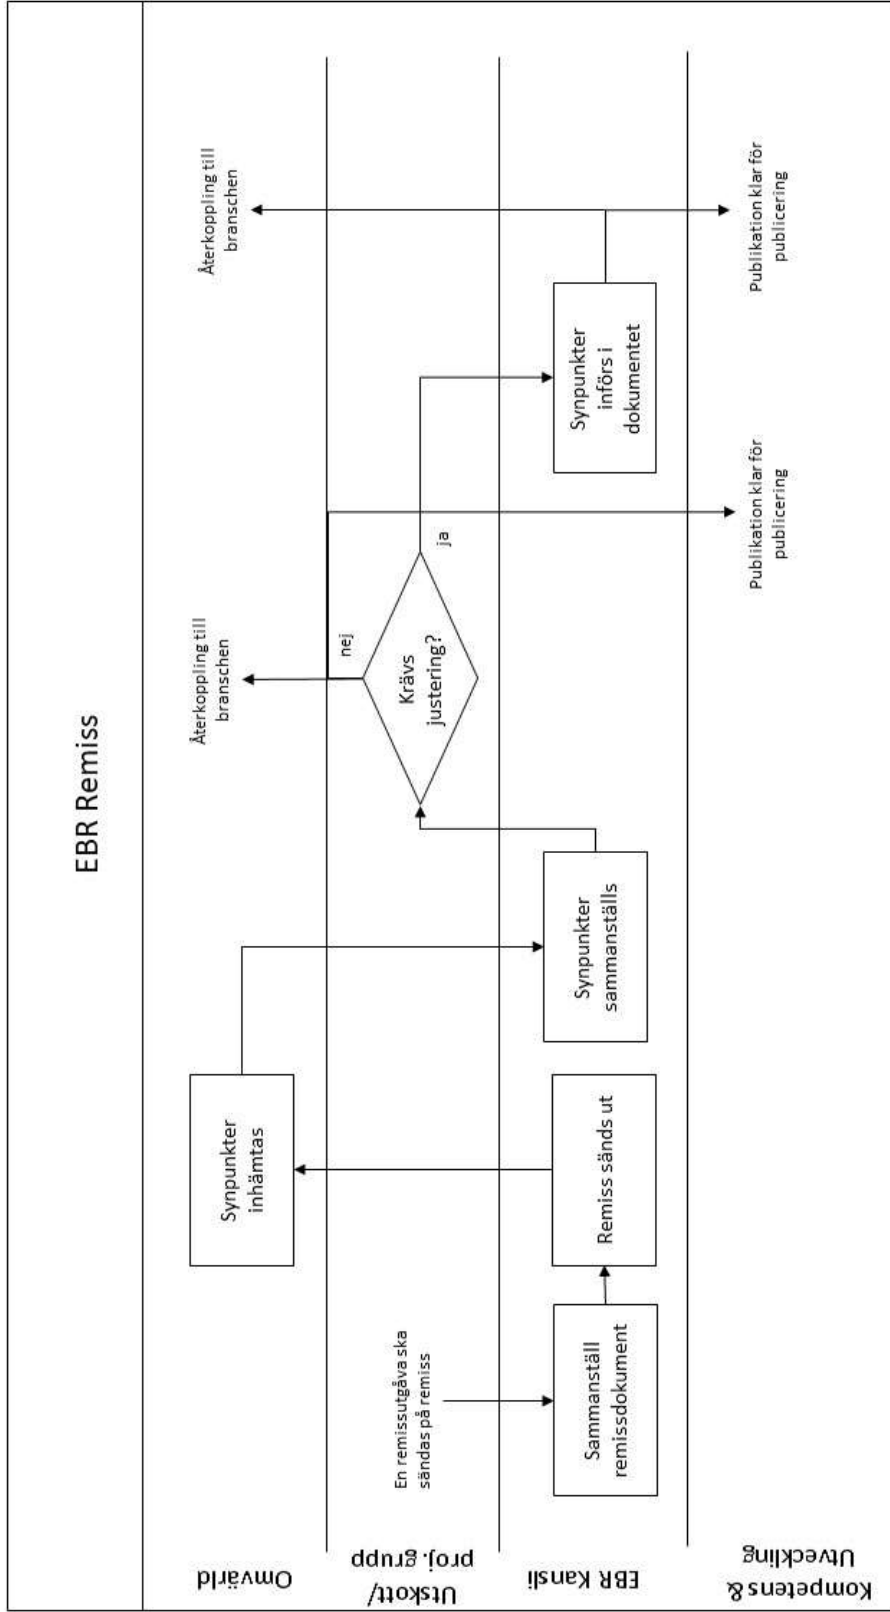 EBR Remiss
Omvärld
Utskott/
proj. grupp
EBR Kansli
Kompetens &
Utveckling
En remissutgåva ska
sändas på remiss
Sammanställ
remissdokument
Remiss sänds ut
Synpunkter
inhämtas
Synpunkter
sammanställs
Krävs
justering?
nej
ja
Återkoppling till
branschen
Publikation klar för
publicering
Synpunkter
införs i
dokumentet
Återkoppling till
branschen
Publikation klar för
publicering